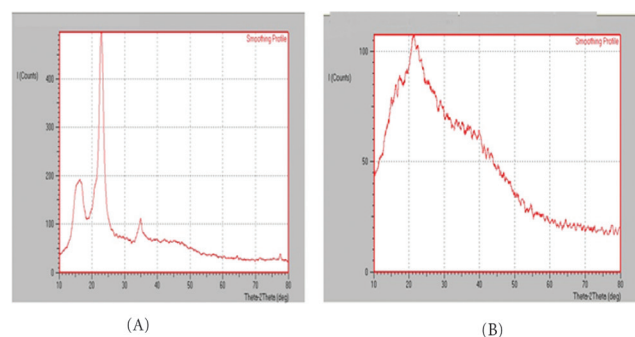 Smoothing Profile
I (Counts)
400
300
200
100
0
10 20 30 40 50 60 70 80
Theta-2Theta (deg)
(A)
Smoothing Profile
I (Counts)
100
50
0
10 20 30 40 50 60 70 80
Theta-2Theta (deg)
(B)